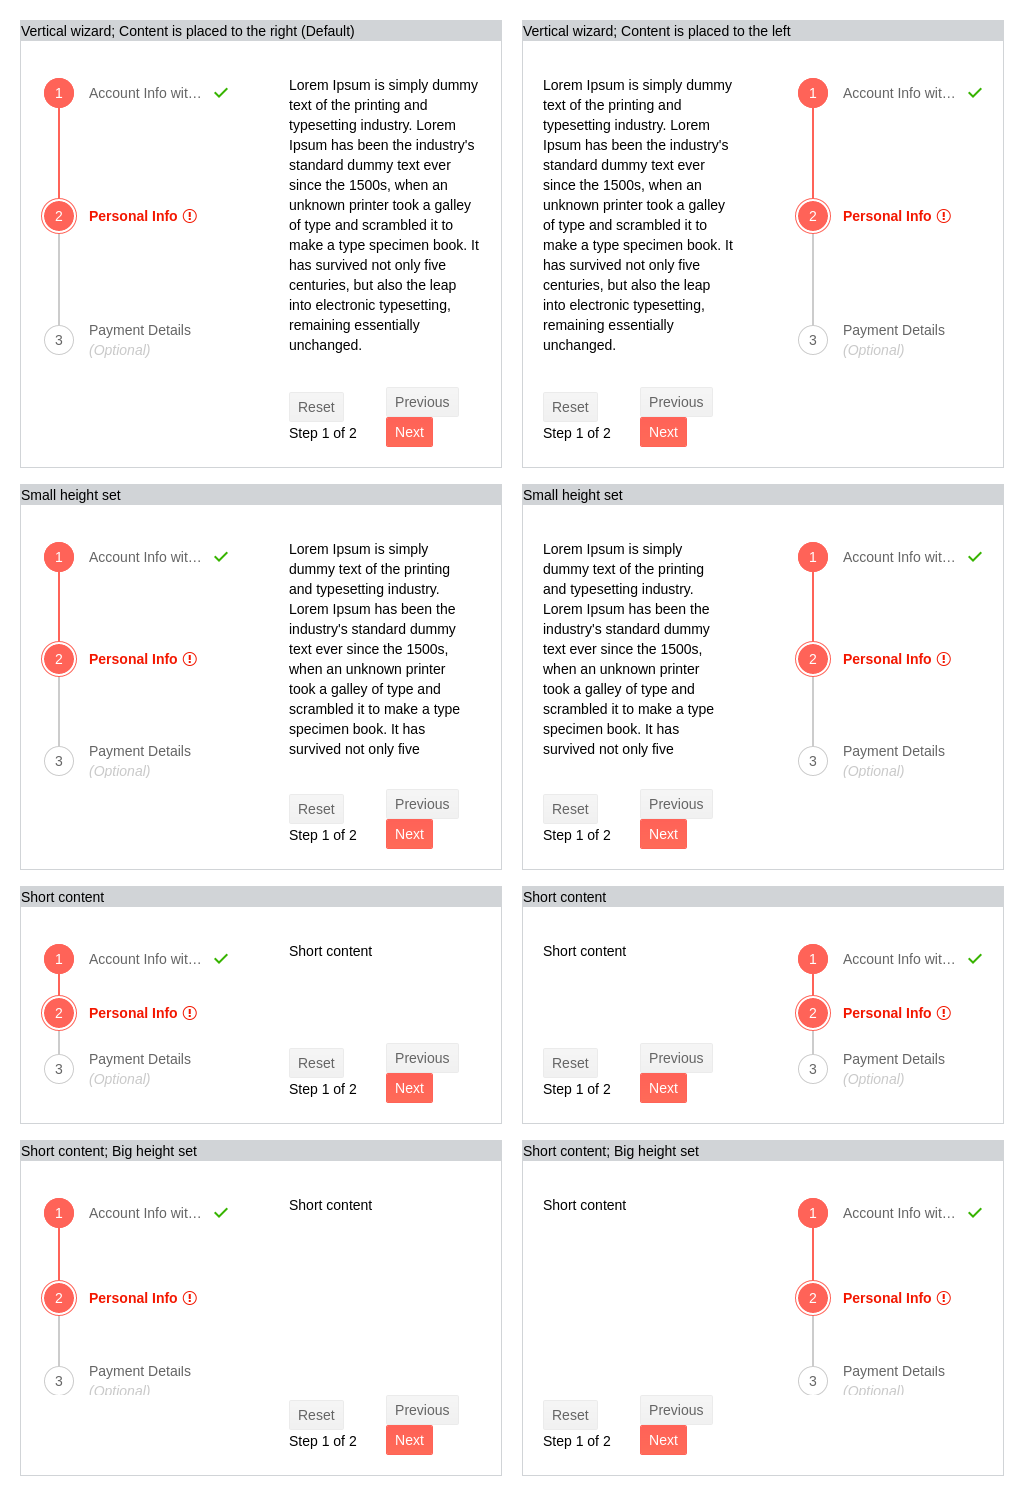 Vertical wizard; Content is placed to the right (Default)
1
Account Info wit...
2
Personal Info
3
Payment Details
(Optional)
Lorem Ipsum is simply dummy
text of the printing and
typesetting industry. Lorem
Ipsum has been the industry's
standard dummy text ever
since the 1500s, when an
unknown printer took a galley
of type and scrambled it to
make a type specimen book. It
has survived not only five
centuries, but also the leap
into electronic typesetting,
remaining essentially
unchanged.
Reset
Step 1 of 2
Previous
Next
Vertical wizard; Content is placed to the left
Lorem Ipsum is simply dummy
text of the printing and
typesetting industry. Lorem
Ipsum has been the industry's
standard dummy text ever
since the 1500s, when an
unknown printer took a galley
of type and scrambled it to
make a type specimen book. It
has survived not only five
centuries, but also the leap
into electronic typesetting,
remaining essentially
unchanged.
Reset
Step 1 of 2
Previous
Next
1
Account Info wit...
2
Personal Info
3
Payment Details
(Optional)
Small height set
1
Account Info wit...
2
Personal Info
3
Payment Details
(Optional)
Lorem Ipsum is simply
dummy text of the printing
and typesetting industry.
Lorem Ipsum has been the
industry's standard dummy
text ever since the 1500s,
when an unknown printer
took a galley of type and
scrambled it to make a type
specimen book. It has
survived not only five
Reset
Step 1 of 2
Previous
Next
Small height set
Lorem Ipsum is simply
dummy text of the printing
and typesetting industry.
Lorem Ipsum has been the
industry's standard dummy
text ever since the 1500s,
when an unknown printer
took a galley of type and
scrambled it to make a type
specimen book. It has
survived not only five
Reset
Step 1 of 2
Previous
Next
1
Account Info wit...
2
Personal Info
3
Payment Details
(Optional)
Short content
1
Account Info wit...
2
Personal Info
3
Payment Details
(Optional)
Short content
Reset
Step 1 of 2
Previous
Next
Short content
Short content
Reset
Step 1 of 2
Previous
Next
1
Account Info wit...
2
Personal Info
3
Payment Details
(Optional)
Short content; Big height set
1
Account Info wit...
2
Personal Info
3
Payment Details
(Optional)
Short content
Reset
Step 1 of 2
Previous
Next
Short content; Big height set
Short content
Reset
Step 1 of 2
Previous
Next
1
Account Info wit...
2
Personal Info
3
Payment Details
(Optional)